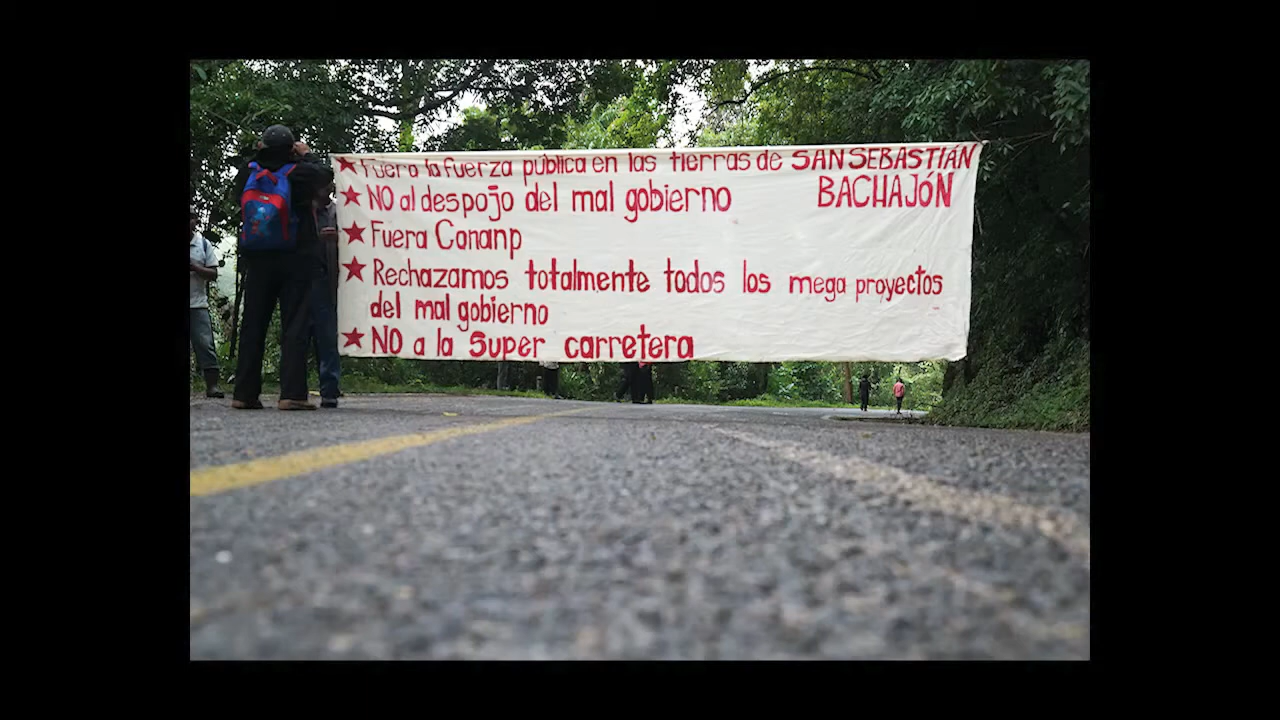 ★ Fuera la fuerza pública en las tierras de SAN SEBASTIÁN
★ NO al despojo del mal gobierno BACHAJÓN
★ Fuera Conanp
★ Rechazamos totalmente todos los mega proyectos
del mal gobierno
★ NO a la Super carretera